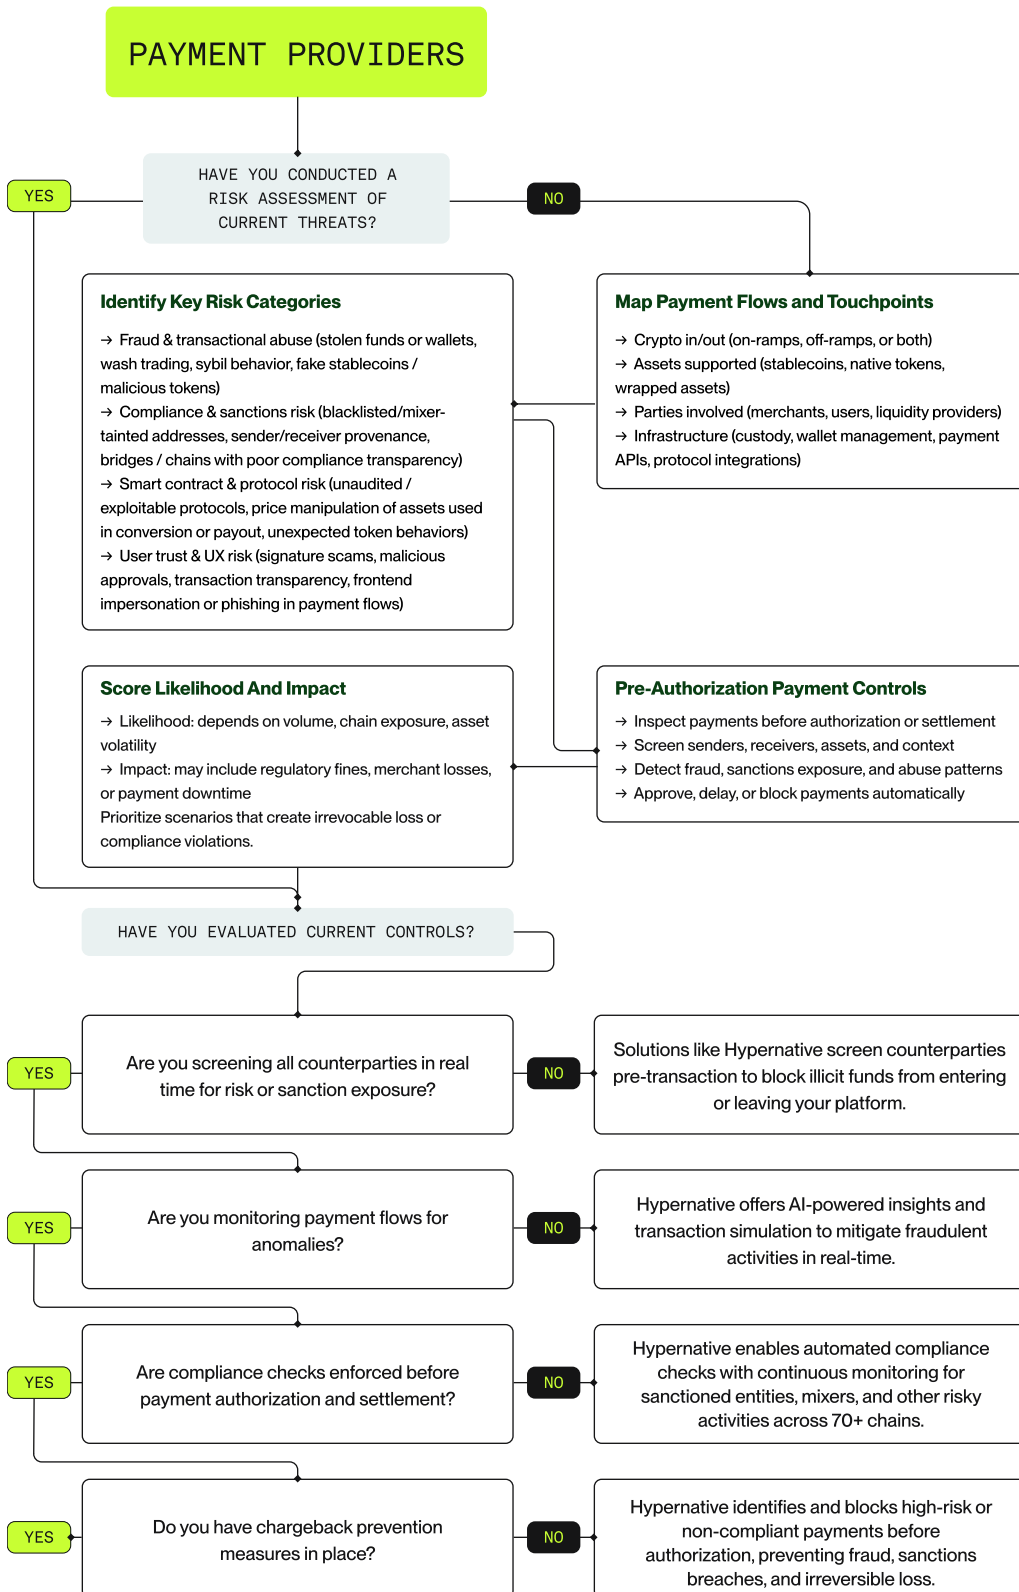 PAYMENT PROVIDERS
HAVE YOU CONDUCTED A
RISK ASSESSMENT OF
CURRENT THREATS?
YES
NO
Identify Key Risk Categories
→ Fraud & transactional abuse (stolen funds or wallets,
wash trading, sybil behavior, fake stablecoins /
malicious tokens)
→ Compliance & sanctions risk (blacklisted/mixer-
tainted addresses, sender/receiver provenance,
bridges / chains with poor compliance transparency)
→ Smart contract & protocol risk (unaudited /
exploitable protocols, price manipulation of assets used
in conversion or payout, unexpected token behaviors)
→ User trust & UX risk (signature scams, malicious
approvals, transaction transparency, frontend
impersonation or phishing in payment flows)
Map Payment Flows and Touchpoints
→ Crypto in/out (on-ramps, off-ramps, or both)
→ Assets supported (stablecoins, native tokens,
wrapped assets)
→ Parties involved (merchants, users, liquidity providers)
→ Infrastructure (custody, wallet management, payment
APIs, protocol integrations)
Score Likelihood And Impact
→ Likelihood: depends on volume, chain exposure, asset
volatility
→ Impact: may include regulatory fines, merchant losses,
or payment downtime
Prioritize scenarios that create irrevocable loss or
compliance violations.
Pre-Authorization Payment Controls
→ Inspect payments before authorization or settlement
→ Screen senders, receivers, assets, and context
→ Detect fraud, sanctions exposure, and abuse patterns
→ Approve, delay, or block payments automatically
HAVE YOU EVALUATED CURRENT CONTROLS?
YES
Are you screening all counterparties in real
time for risk or sanction exposure?
NO
Solutions like Hypernative screen counterparties
pre-transaction to block illicit funds from entering
or leaving your platform.
YES
Are you monitoring payment flows for
anomalies?
NO
Hypernative offers AI-powered insights and
transaction simulation to mitigate fraudulent
activities in real-time.
YES
Are compliance checks enforced before
payment authorization and settlement?
NO
Hypernative enables automated compliance
checks with continuous monitoring for
sanctioned entities, mixers, and other risky
activities across 70+ chains.
YES
Do you have chargeback prevention
measures in place?
NO
Hypernative identifies and blocks high-risk or
non-compliant payments before
authorization, preventing fraud, sanctions
breaches, and irreversible loss.